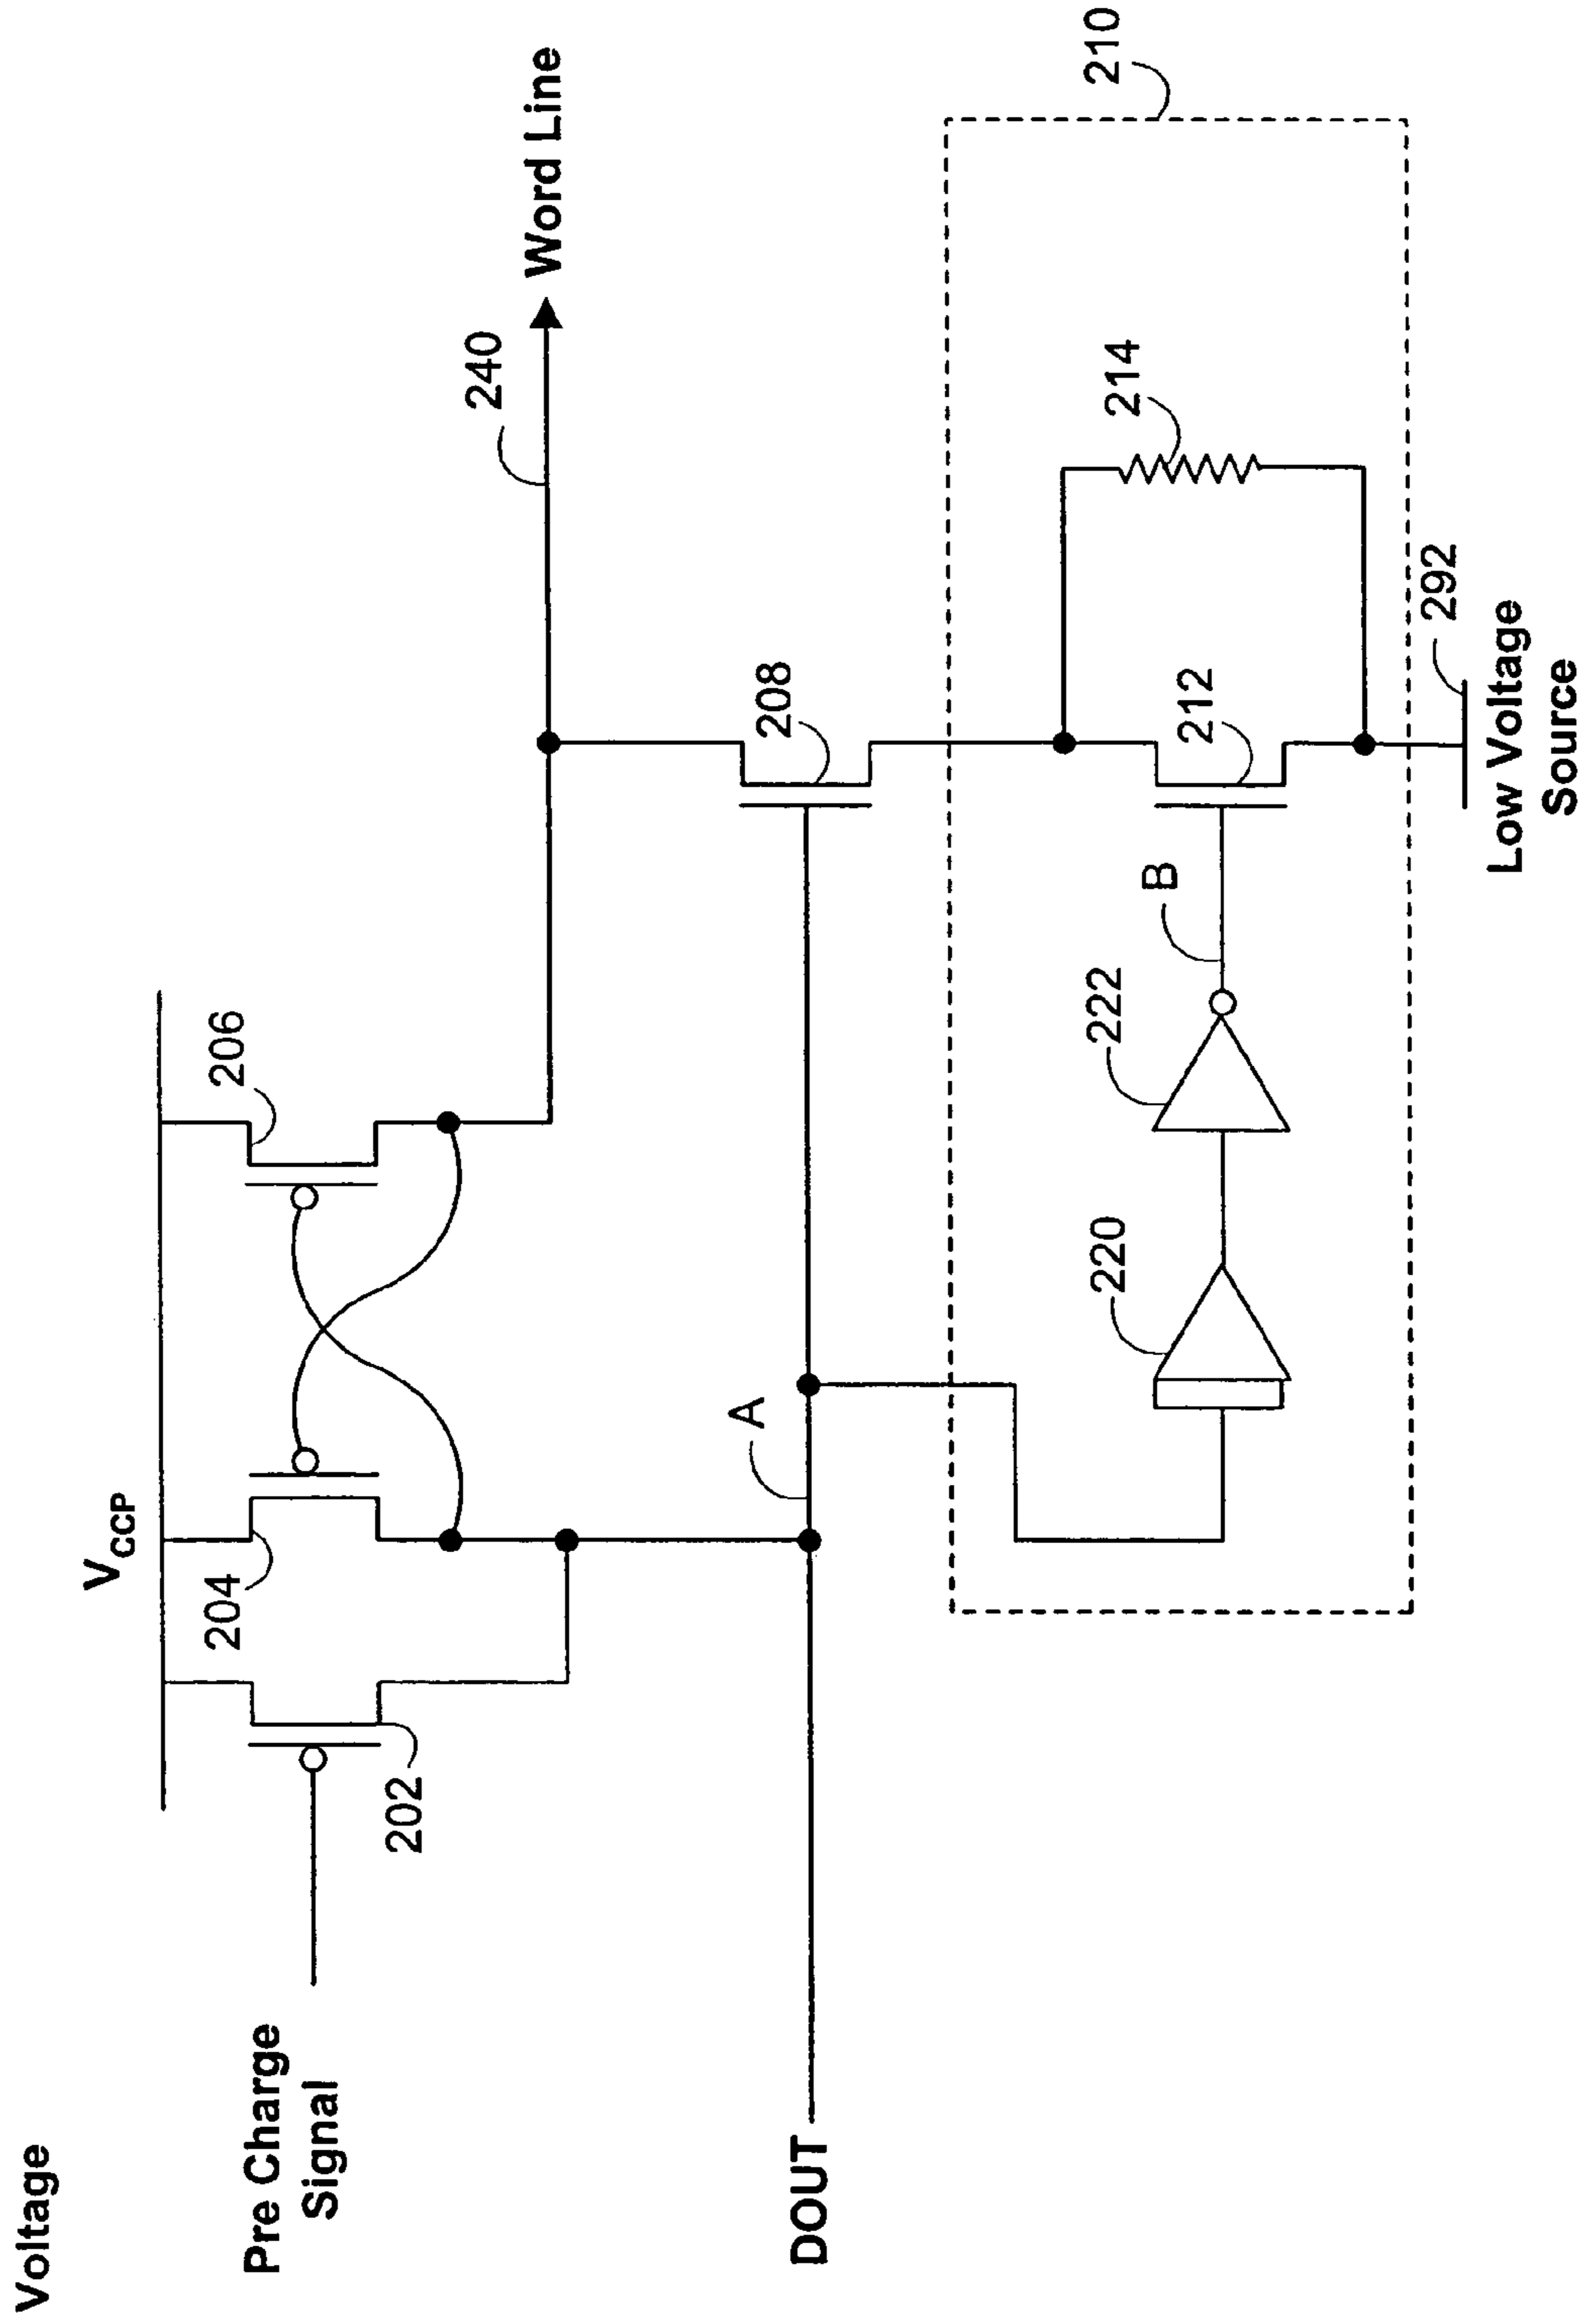 Voltage
V_CCP
Pre Charge
Signal
202
204
206
240
Word Line
DOUT
A
208
210
220
222
B
212
214
292
Low Voltage
Source